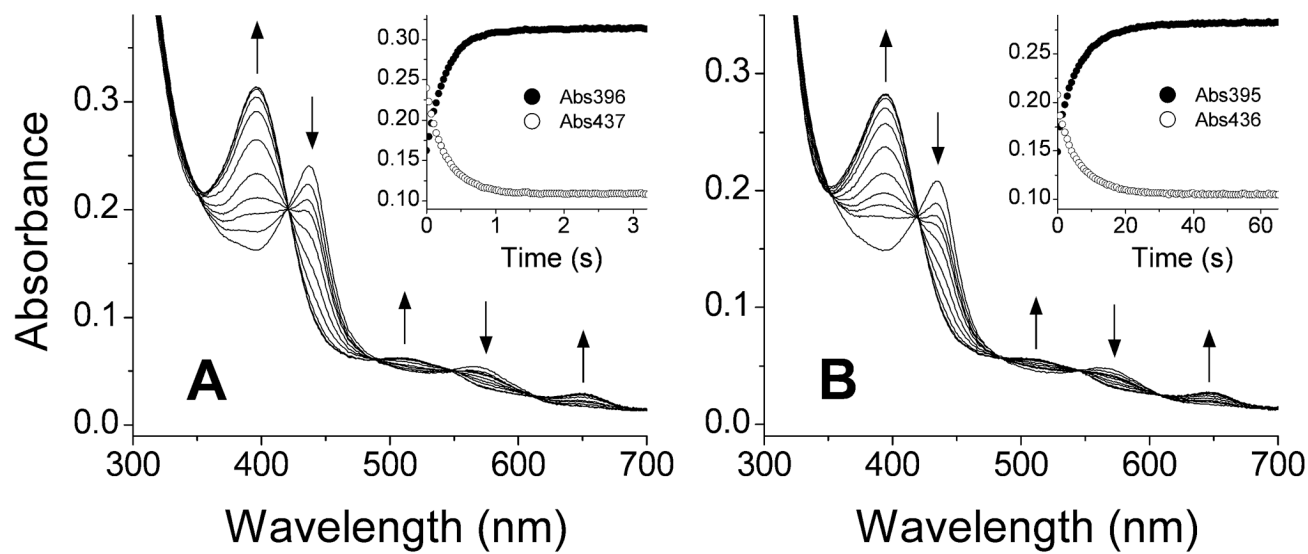 Absorbance
0.3
0.2
0.1
0.0
300 400 500 600 700
Wavelength (nm)
A
0.30
0.25
0.20
0.15
0.10
0 1 2 3
Time (s)
Abs396
Abs437
0.3
0.2
0.1
0.0
300 400 500 600 700
Wavelength (nm)
B
0.25
0.20
0.15
0.10
0 20 40 60
Time (s)
Abs395
Abs436